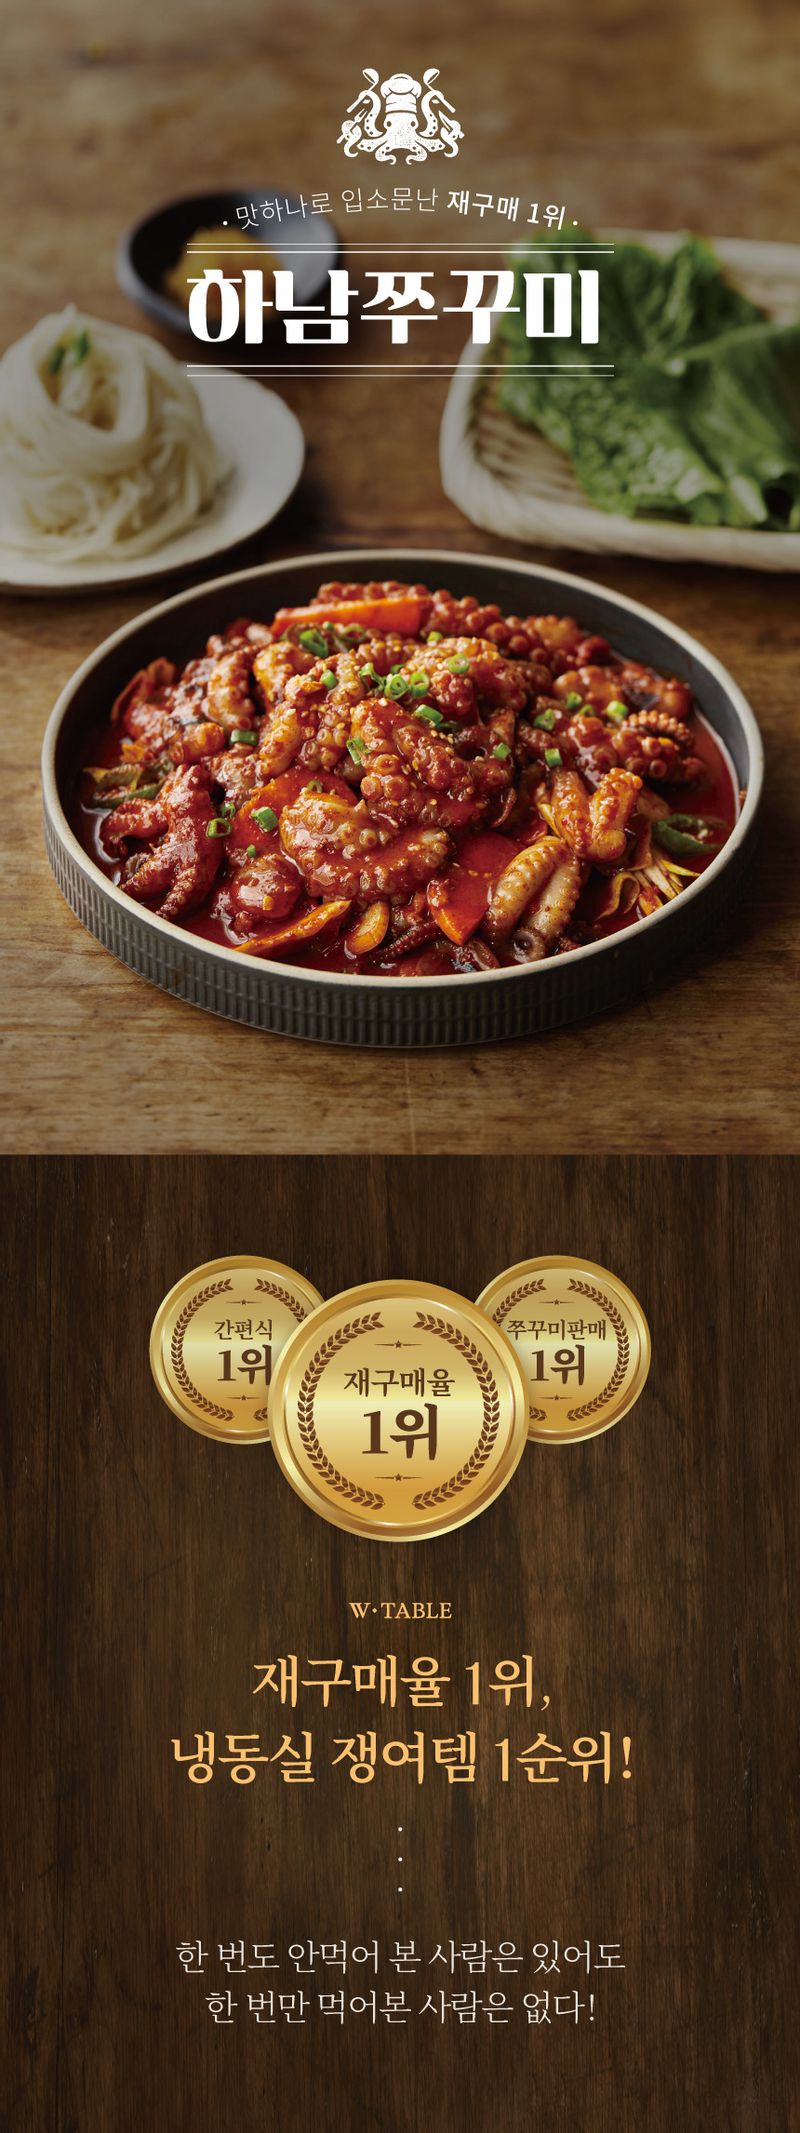 · 맛하나로 입소문난 재구매 1위 ·
하남쭈꾸미
간편식
1위
재구매율
1위
쭈꾸미판매
1위
W·TABLE
재구매율 1위,
냉동실 쟁여템 1순위!
한 번도 안먹어 본 사람은 있어도
한 번만 먹어본 사람은 없다!